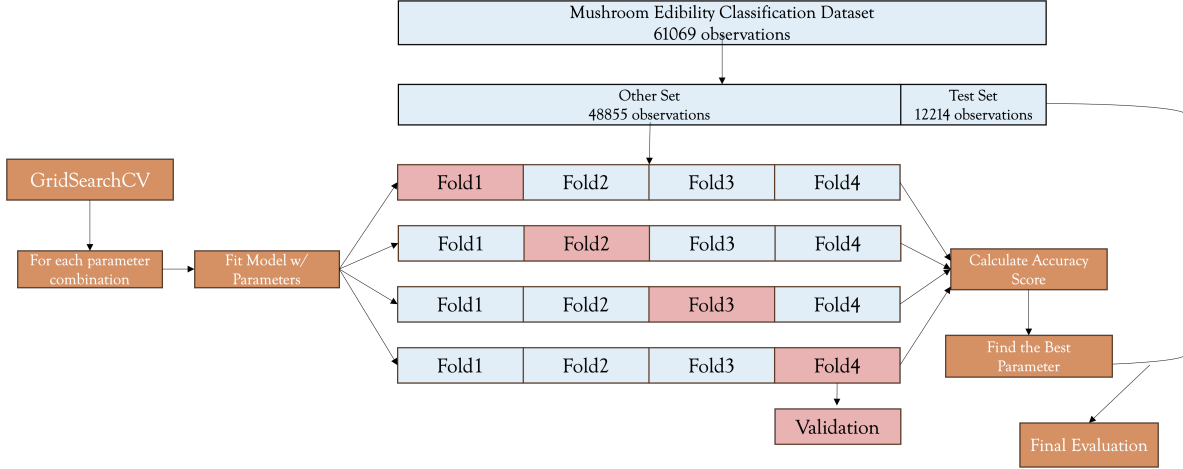 Mushroom Edibility Classification Dataset
61069 observations
Other Set
48855 observations
Test Set
12214 observations
GridSearchCV
For each parameter
combination
Fit Model w/
Parameters
Fold1 Fold2 Fold3 Fold4
Fold1 Fold2 Fold3 Fold4
Fold1 Fold2 Fold3 Fold4
Fold1 Fold2 Fold3 Fold4
Validation
Calculate Accuracy
Score
Find the Best
Parameter
Final Evaluation